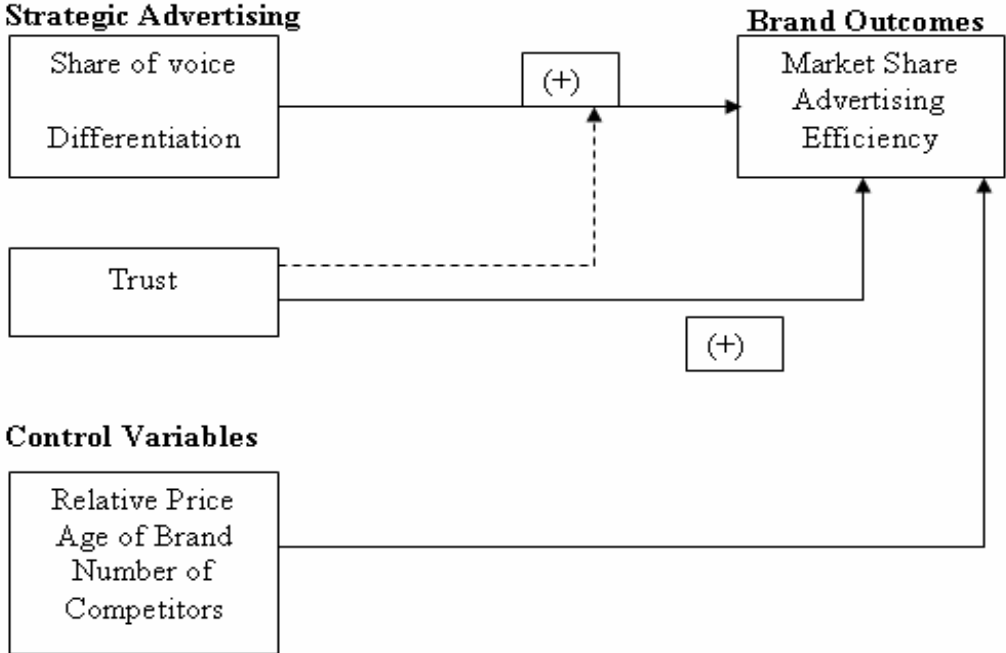 Strategic Advertising
Share of voice
Differentiation
(+)
Brand Outcomes
Market Share
Advertising
Efficiency
Trust
(+)
Control Variables
Relative Price
Age of Brand
Number of
Competitors